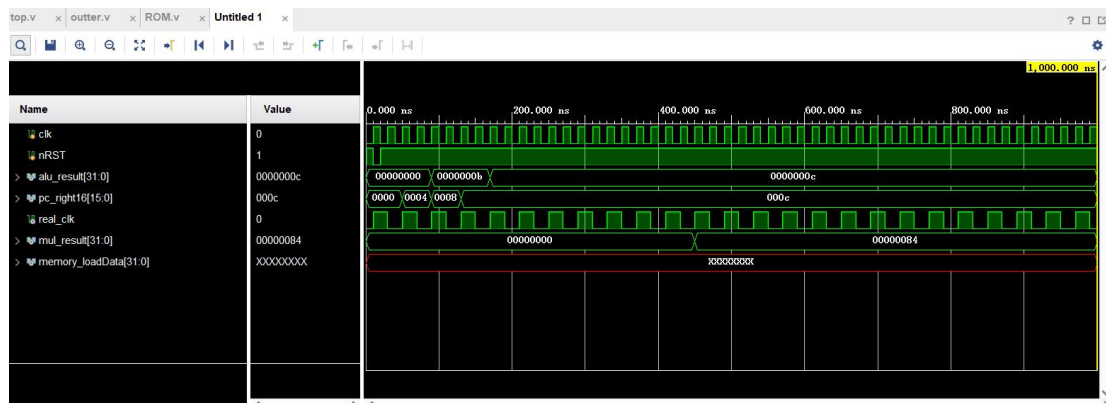 top.v × outter.v × ROM.v × Untitled 1 ×
1,000.000 ns
Name Value 0.000 ns 200.000 ns 400.000 ns 600.000 ns 800.000 ns
clk 0
nRST 1
alu_result[31:0] 0000000c 00000000 0000000b 0000000c
pc_right16[15:0] 000c 0000 0004 0008 000c
real_clk 0
mul_result[31:0] 00000084 00000000 00000084
memory_loadData[31:0] XXXXXXXX XXXXXXXX